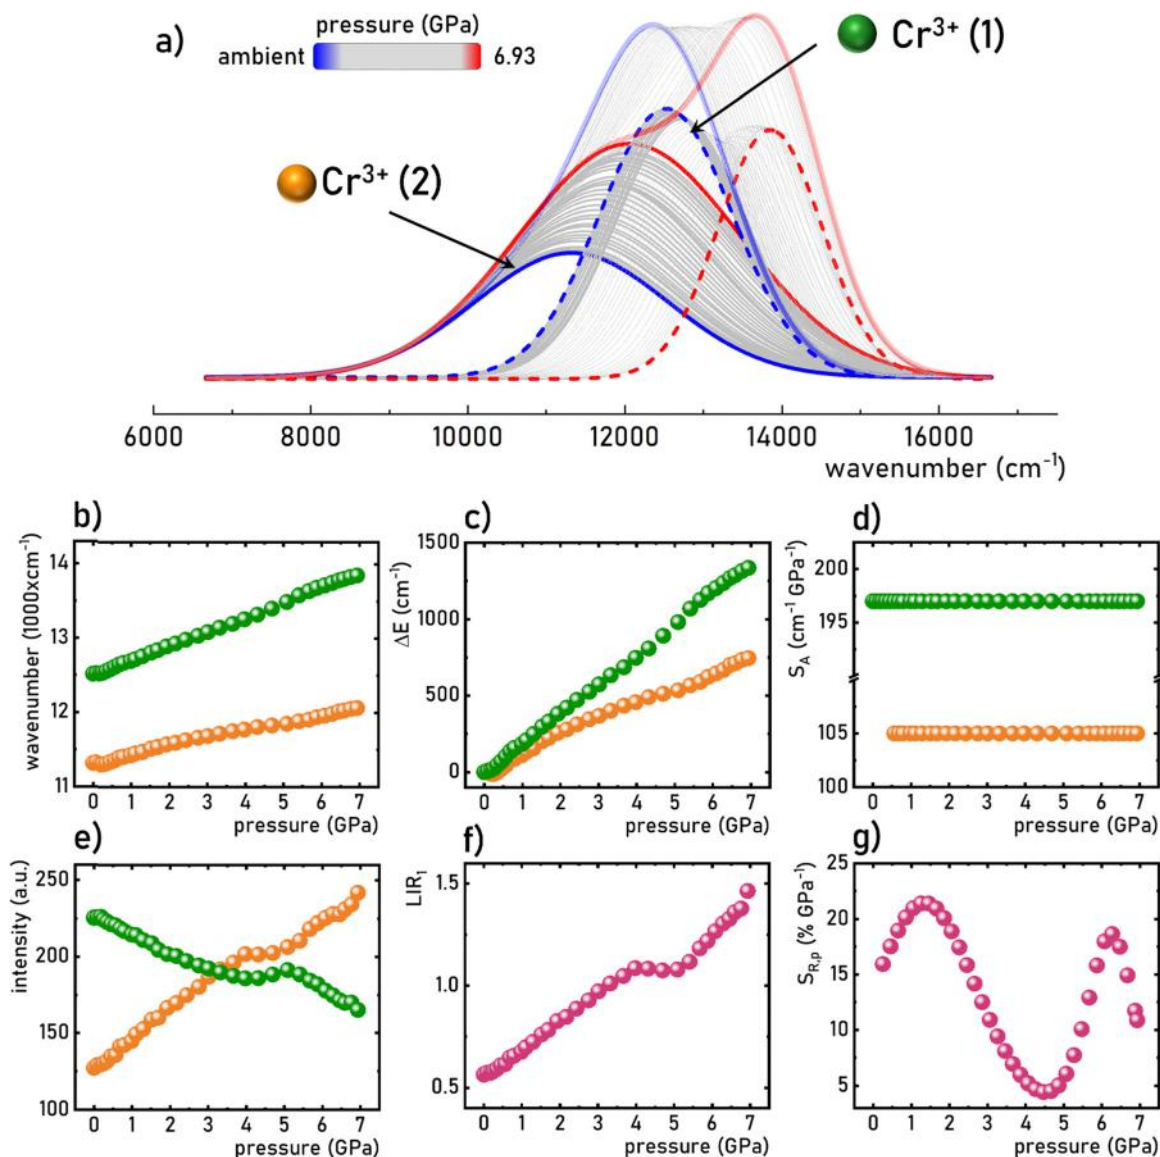 a)
pressure (GPa)
ambient 6.93
Cr³⁺ (1)
Cr³⁺ (2)
6000 8000 10000 12000 14000 16000
wavenumber (cm⁻¹)
b)
wavenumber (1000xcm⁻¹)
14
13
12
11
0 1 2 3 4 5 6 7
pressure (GPa)
c)
ΔE (cm⁻¹)
1500
1000
500
0
0 1 2 3 4 5 6 7
pressure (GPa)
d)
S_A (cm⁻¹ GPa⁻¹)
200
195
105
100
0 1 2 3 4 5 6 7
pressure (GPa)
e)
intensity (a.u.)
250
200
150
100
0 1 2 3 4 5 6 7
pressure (GPa)
f)
LIR₁
1.5
1.0
0.5
0 1 2 3 4 5 6 7
pressure (GPa)
g)
S_R,p (% GPa⁻¹)
25
20
15
10
5
0 1 2 3 4 5 6 7
pressure (GPa)